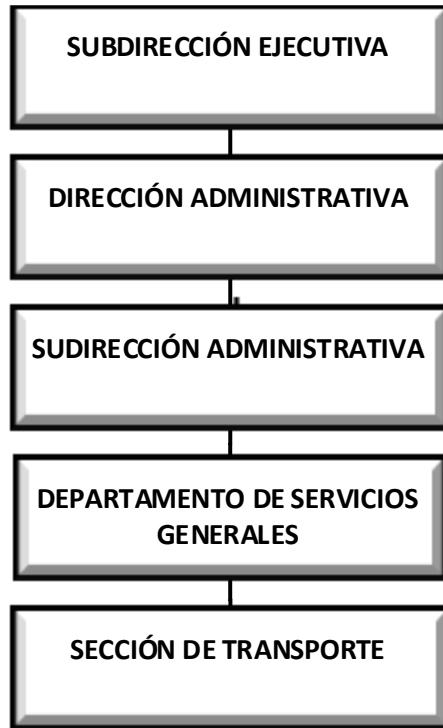 SUBDIRECCIÓN EJECUTIVA
DIRECCIÓN ADMINISTRATIVA
SUDIRECCIÓN ADMINISTRATIVA
DEPARTAMENTO DE SERVICIOS
GENERALES
SECCIÓN DE TRANSPORTE